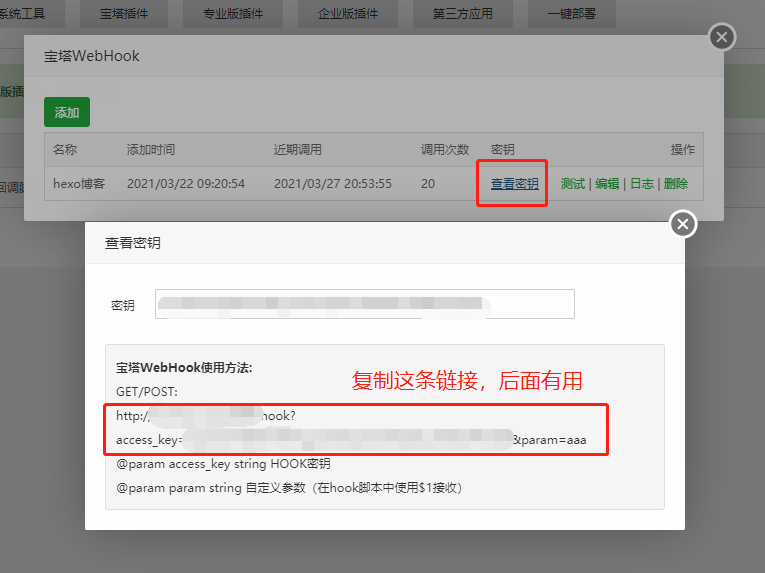 系统工具 宝塔插件 专业版插件 企业版插件 第三方应用 一键部署
宝塔WebHook
版插
添加
名称 添加时间 近期调用 调用次数 密钥 操作
回调
hexo博客 2021/03/22 09:20:54 2021/03/27 20:53:55 20 查看密钥 测试 | 编辑 | 日志 | 删除
查看密钥
密钥
宝塔WebHook使用方法:
复制这条链接，后面有用
GET/POST:
http:/ hook?
access_key= &param=aaa
@param access_key string HOOK密钥
@param param string 自定义参数（在hook脚本中使用$1接收）